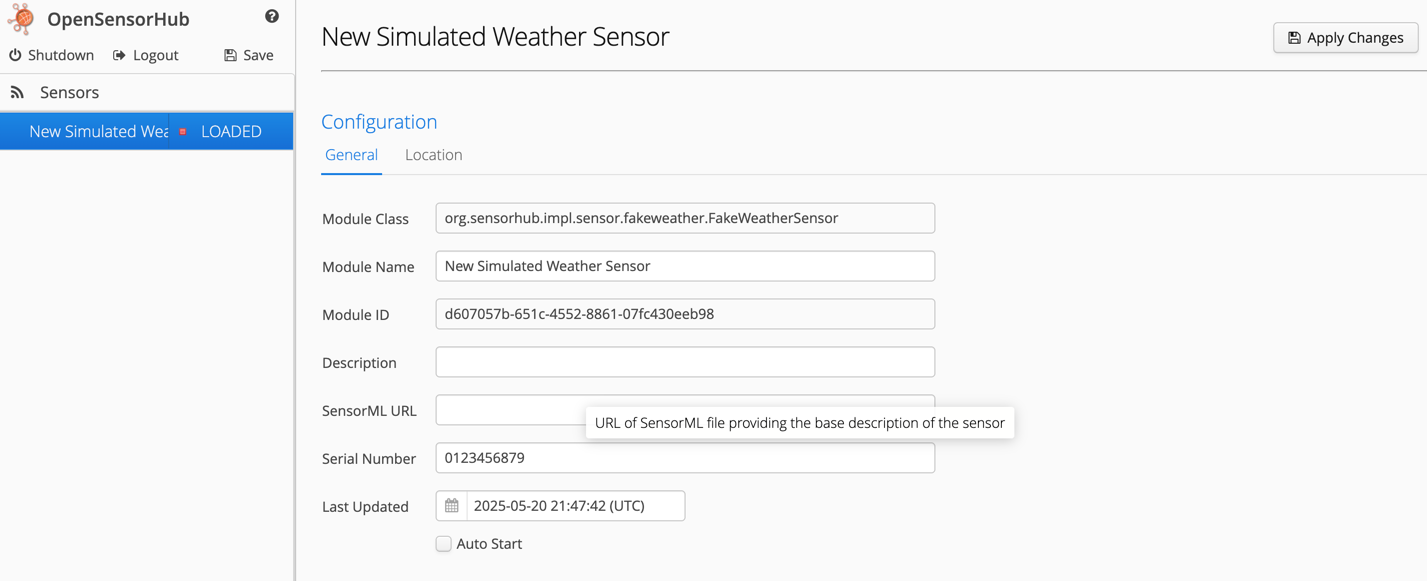 OpenSensorHub
Shutdown Logout Save
Sensors
New Simulated Wea LOADED
New Simulated Weather Sensor
Apply Changes
Configuration
General Location
Module Class org.sensorhub.impl.sensor.fakeweather.FakeWeatherSensor
Module Name New Simulated Weather Sensor
Module ID d607057b-651c-4552-8861-07fc430eeb98
Description
SensorML URL
URL of SensorML file providing the base description of the sensor
Serial Number 0123456879
Last Updated 2025-05-20 21:47:42 (UTC)
Auto Start